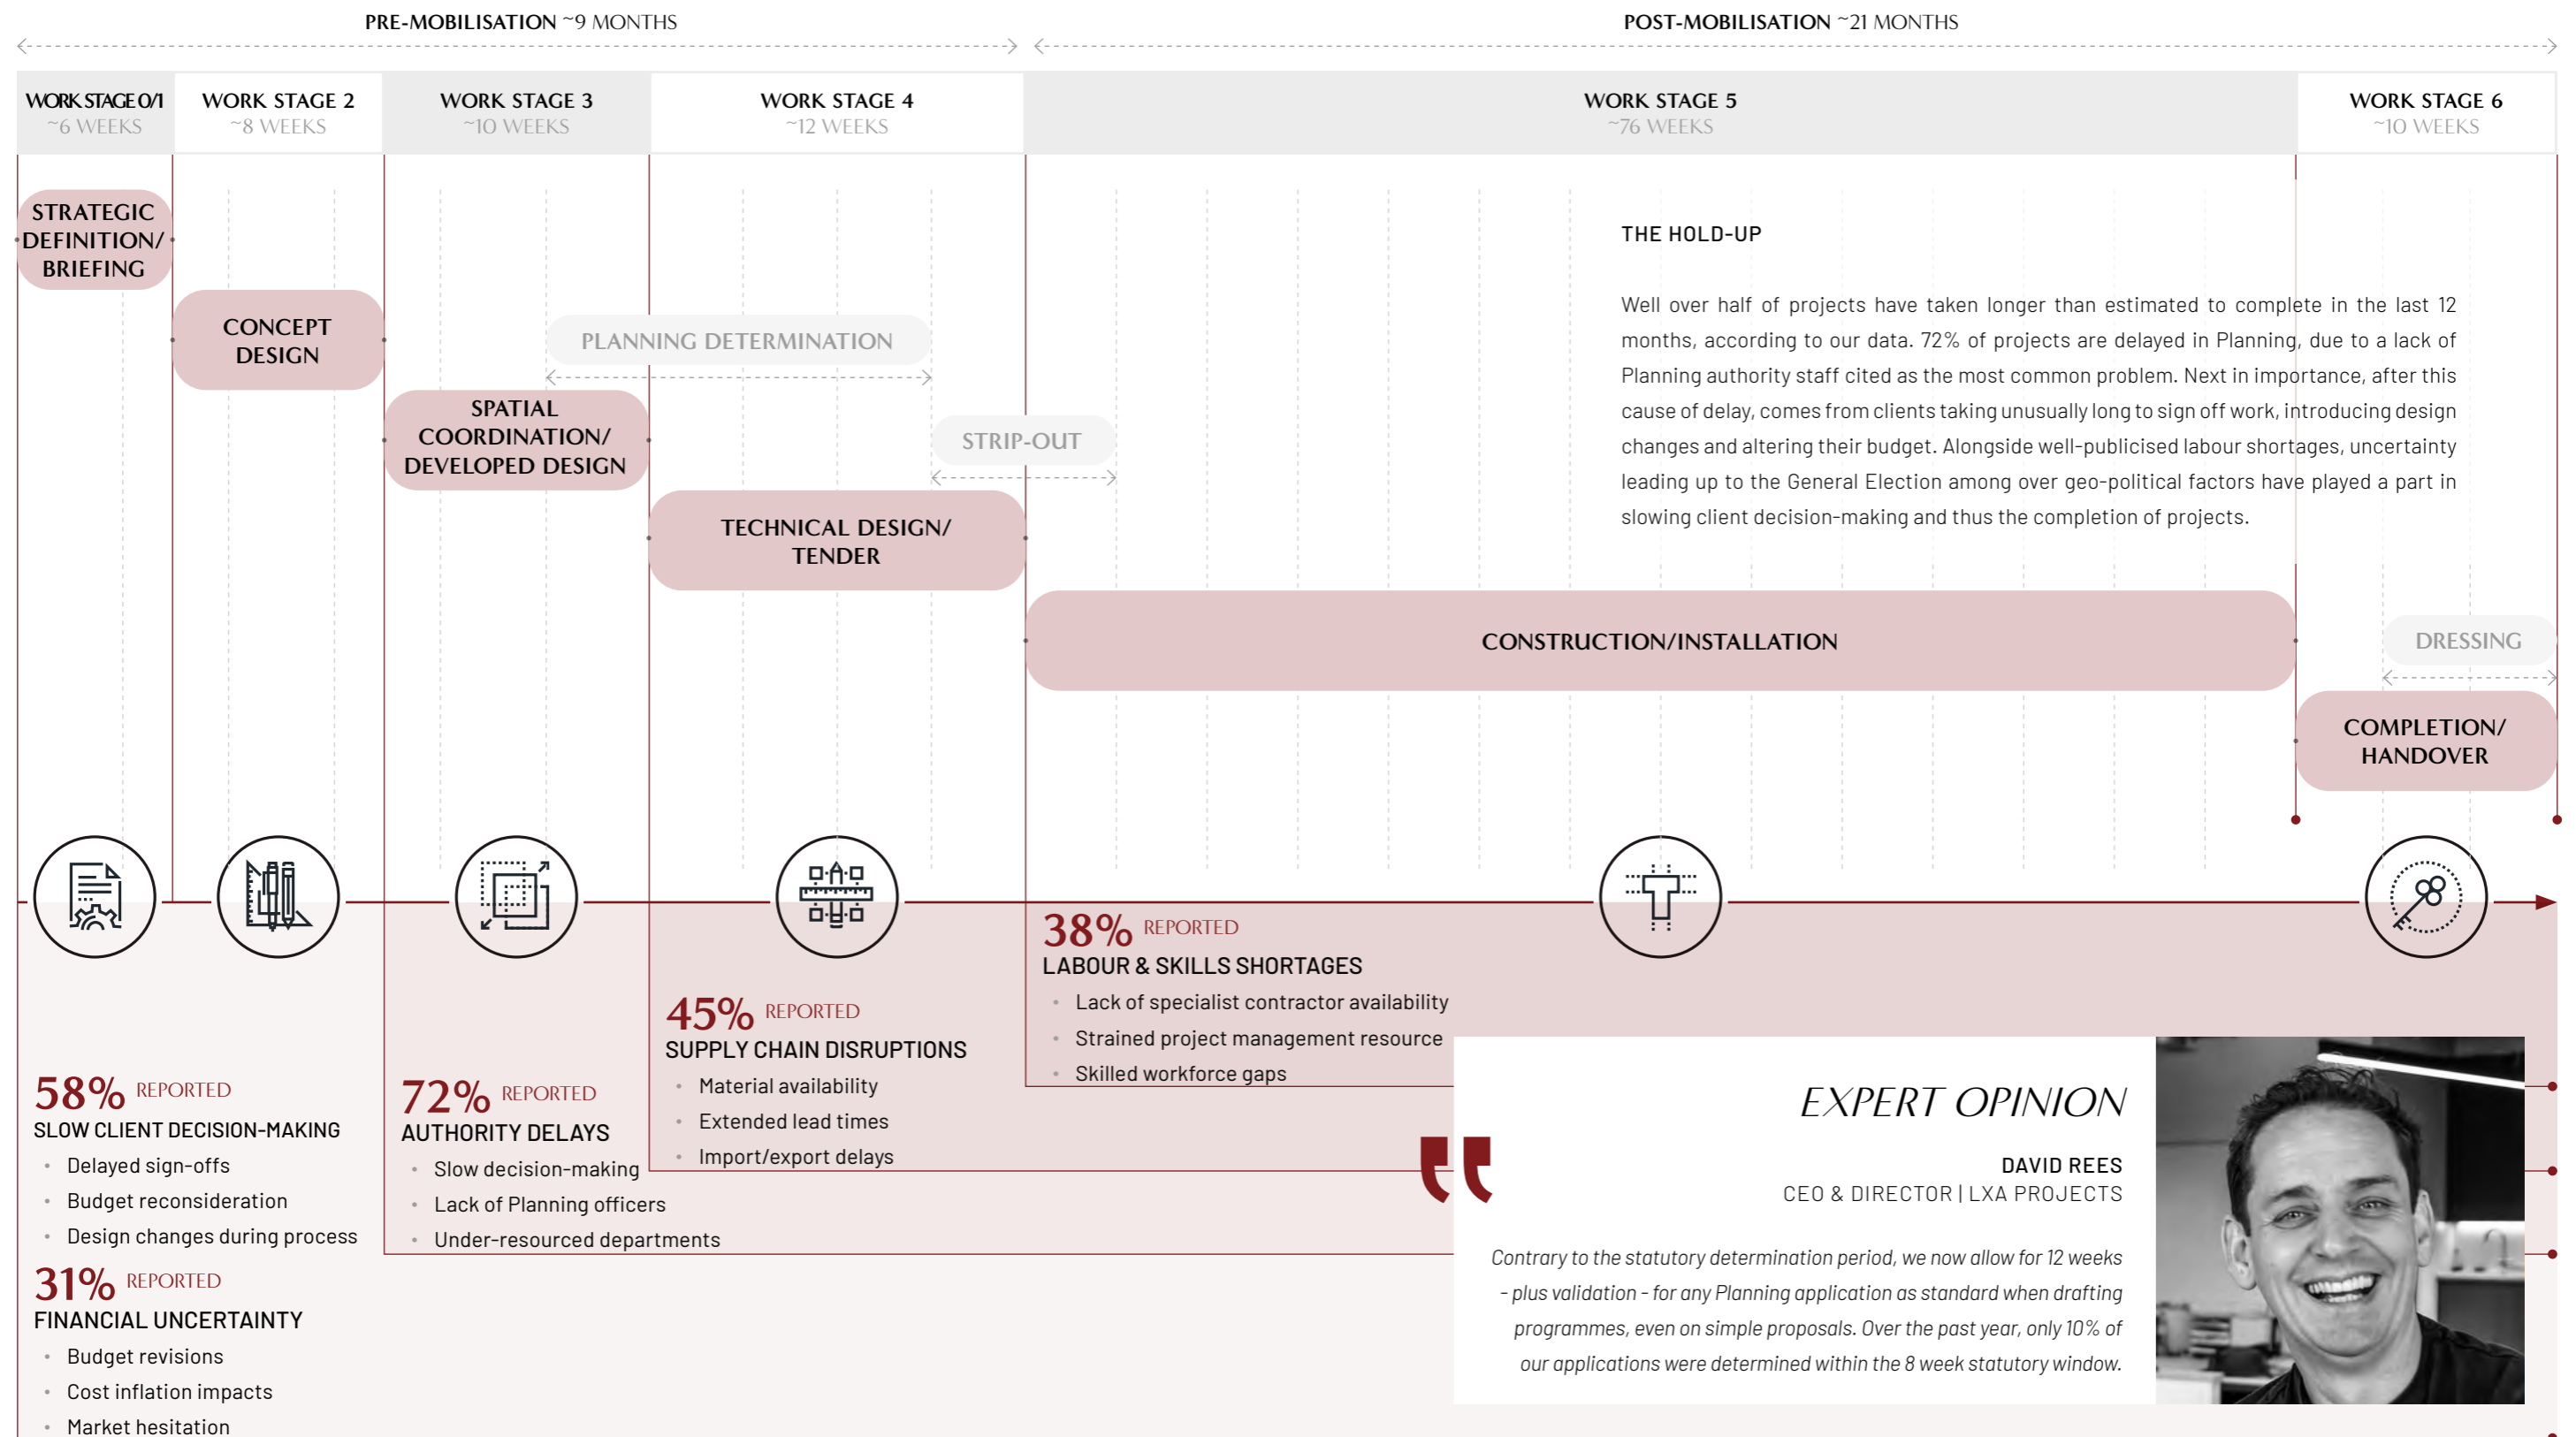 PRE-MOBILISATION ~9 MONTHS
POST-MOBILISATION ~21 MONTHS
WORK STAGE 0/1
~6 WEEKS
WORK STAGE 2
~8 WEEKS
WORK STAGE 3
~10 WEEKS
WORK STAGE 4
~12 WEEKS
WORK STAGE 5
~76 WEEKS
WORK STAGE 6
~10 WEEKS
STRATEGIC
DEFINITION/
BRIEFING
CONCEPT
DESIGN
PLANNING DETERMINATION
SPATIAL
COORDINATION/
DEVELOPED DESIGN
STRIP-OUT
TECHNICAL DESIGN/
TENDER
THE HOLD-UP
Well over half of projects have taken longer than estimated to complete in the last 12
months, according to our data. 72% of projects are delayed in Planning, due to a lack of
Planning authority staff cited as the most common problem. Next in importance, after this
cause of delay, comes from clients taking unusually long to sign off work, introducing design
changes and altering their budget. Alongside well-publicised labour shortages, uncertainty
leading up to the General Election among over geo-political factors have played a part in
slowing client decision-making and thus the completion of projects.
CONSTRUCTION/INSTALLATION
DRESSING
COMPLETION/
HANDOVER
58% REPORTED
SLOW CLIENT DECISION-MAKING
• Delayed sign-offs
• Budget reconsideration
• Design changes during process
31% REPORTED
FINANCIAL UNCERTAINTY
• Budget revisions
• Cost inflation impacts
• Market hesitation
72% REPORTED
AUTHORITY DELAYS
• Slow decision-making
• Lack of Planning officers
• Under-resourced departments
45% REPORTED
SUPPLY CHAIN DISRUPTIONS
• Material availability
• Extended lead times
• Import/export delays
38% REPORTED
LABOUR & SKILLS SHORTAGES
• Lack of specialist contractor availability
• Strained project management resource
• Skilled workforce gaps
EXPERT OPINION
DAVID REES
CEO & DIRECTOR | LXA PROJECTS
Contrary to the statutory determination period, we now allow for 12 weeks
- plus validation - for any Planning application as standard when drafting
programmes, even on simple proposals. Over the past year, only 10% of
our applications were determined within the 8 week statutory window.